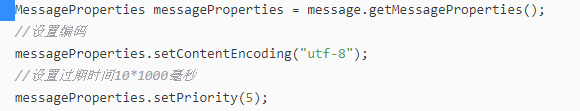 MessageProperties messageProperties = message.getMessageProperties();
//设置编码
messageProperties.setContentEncoding("utf-8");
//设置过期时间10*1000毫秒
messageProperties.setPriority(5);